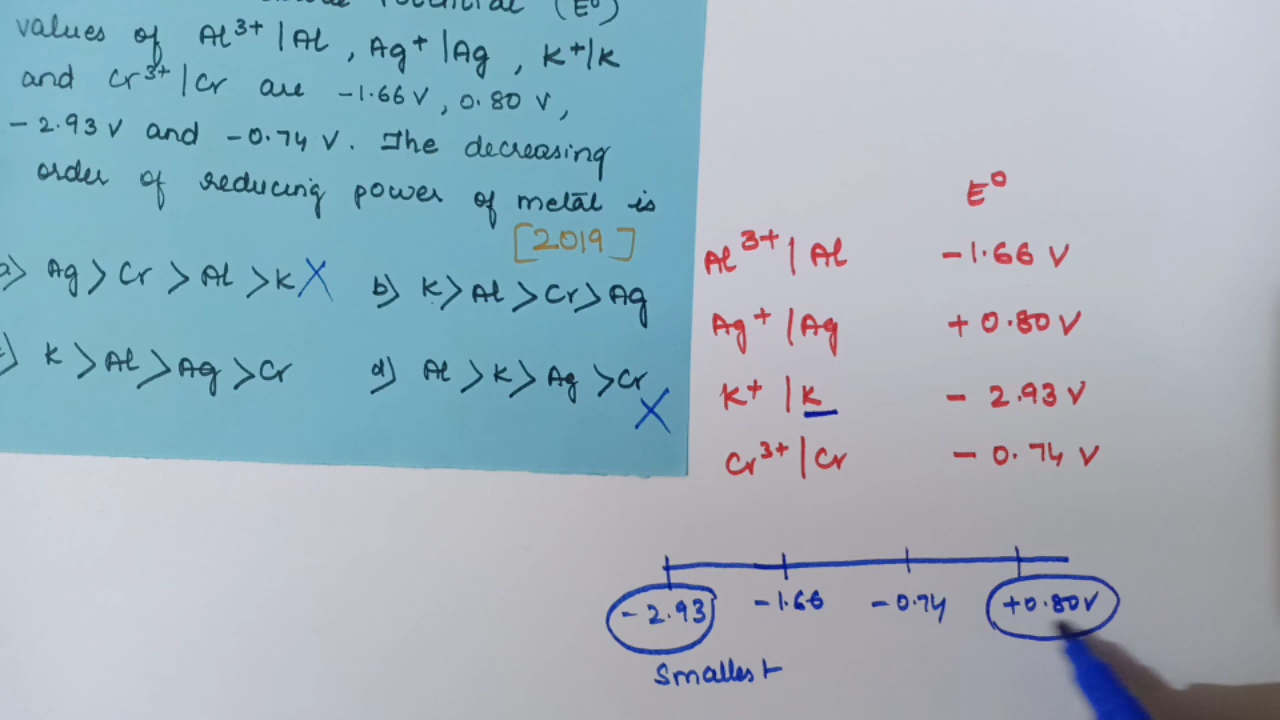 Potential (E⁰)
values of Al³⁺ | Al , Ag⁺ | Ag , K⁺/K
and Cr³⁺ | Cr are -1.66 V , 0.80 V ,
- 2.93 V and -0.74 V. The decreasing
order of reducing power of metal is
[2019]
a) Ag > Cr > Al > K X b) K > Al > Cr > Ag
c) K > Al > Ag > Cr d) Al > K > Ag > Cr X
E⁰
Al³⁺ | Al -1.66 V
Ag⁺ | Ag +0.80 V
K⁺ | K - 2.93 V
Cr³⁺ | Cr - 0.74 V
- 2.93 - 1.66 - 0.74 +0.80V
Smallest